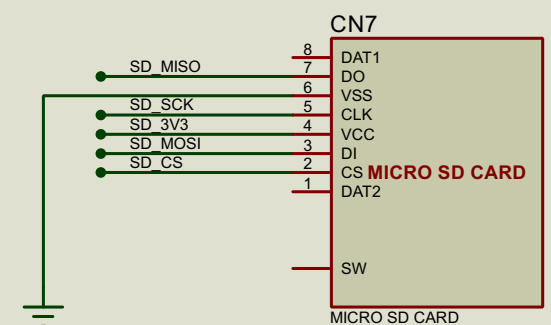 CN7
8 DAT1
SD_MISO 7 DO
6 VSS
SD_SCK 5 CLK
SD_3V3 4 VCC
SD_MOSI 3 DI
SD_CS 2 CS MICRO SD CARD
1 DAT2
SW
MICRO SD CARD